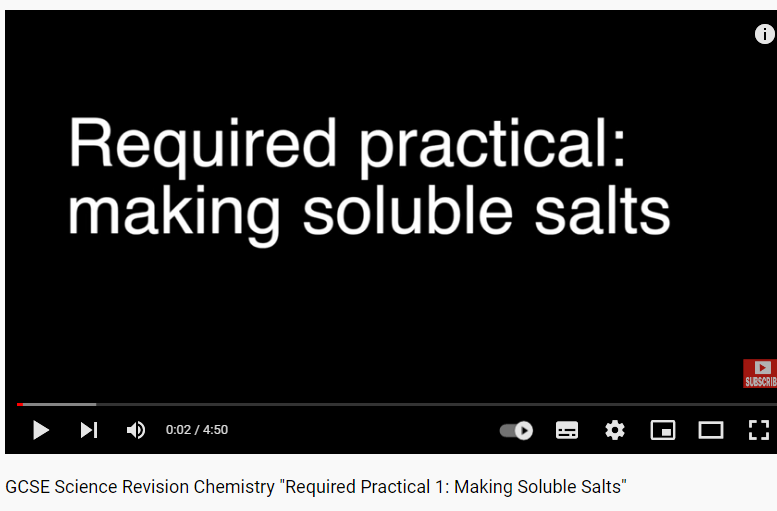 Required practical:
making soluble salts
SUBSCRIB
0:02 / 4:50
GCSE Science Revision Chemistry "Required Practical 1: Making Soluble Salts"